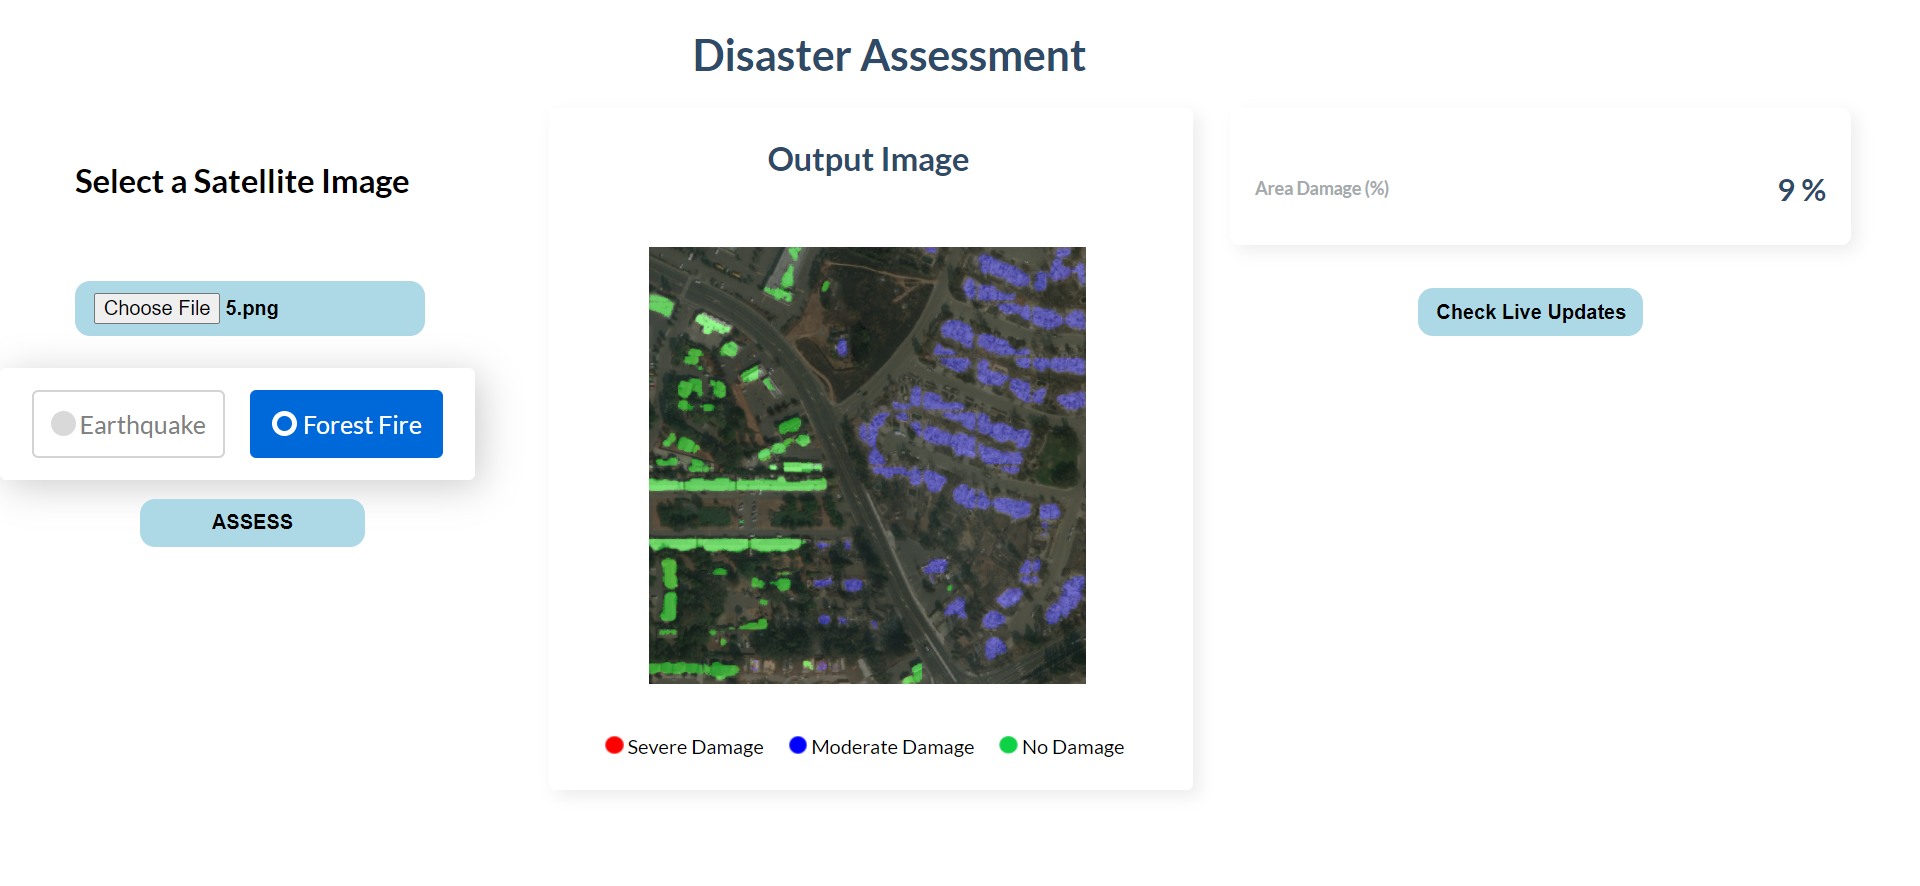 Disaster Assessment
Select a Satellite Image
Choose File 5.png
Earthquake
Forest Fire
ASSESS
Output Image
Severe Damage
Moderate Damage
No Damage
Area Damage (%)
9 %
Check Live Updates